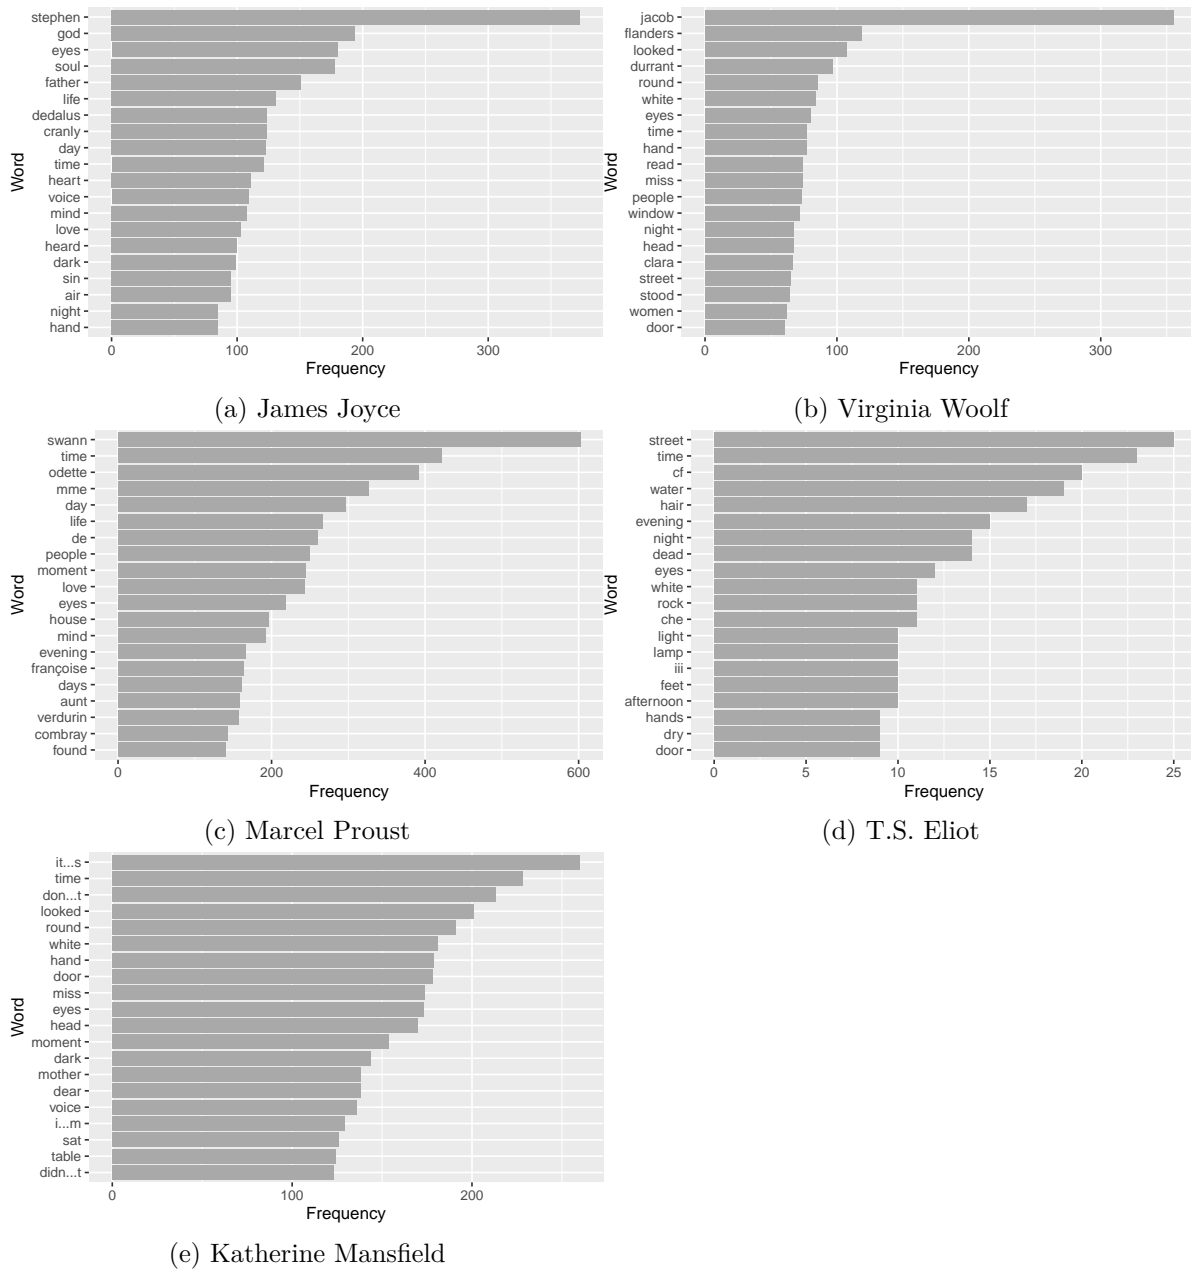 stephen
god
eyes
soul
father
life
dedalus
cranly
day
time
heart
voice
mind
love
heard
dark
sin
air
night
hand
Word
0 100 200 300
Frequency
(a) James Joyce
jacob
flanders
looked
durrant
round
white
eyes
time
hand
read
miss
people
window
night
head
clara
street
stood
women
door
Word
0 100 200 300
Frequency
(b) Virginia Woolf
swann
time
odette
mme
day
life
de
people
moment
love
eyes
house
mind
evening
françoise
days
aunt
verdurin
combray
found
Word
0 200 400 600
Frequency
(c) Marcel Proust
street
time
cf
water
hair
evening
night
dead
eyes
white
rock
che
light
lamp
iii
feet
afternoon
hands
dry
door
Word
0 5 10 15 20 25
Frequency
(d) T.S. Eliot
it...s
time
don...t
looked
round
white
hand
door
miss
eyes
head
moment
dark
mother
dear
voice
i...m
sat
table
didn...t
Word
0 100 200
Frequency
(e) Katherine Mansfield